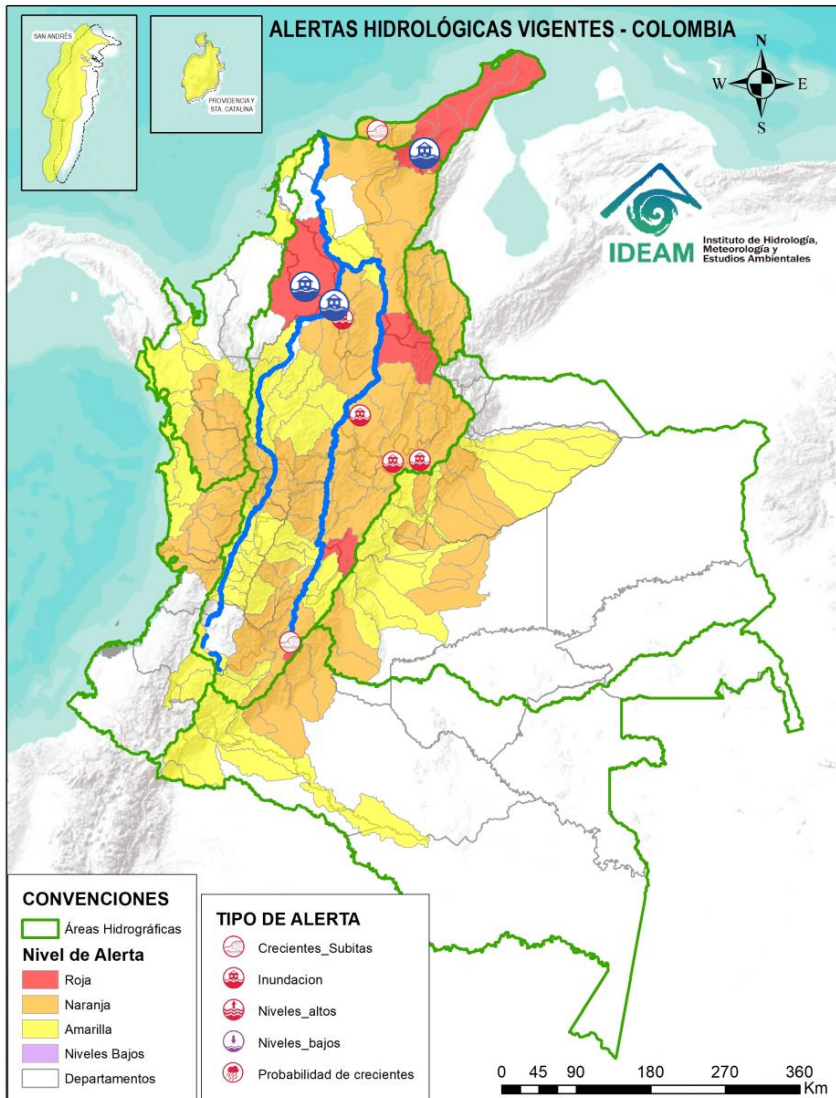 ALERTAS HIDROLÓGICAS VIGENTES - COLOMBIA
SAN ANDRÉS
PROVIDENCIA Y
STA. CATALINA
N
W
E
S
IDEAM
Instituto de Hidrología,
Meteorología y
Estudios Ambientales
CONVENCIONES
Áreas Hidrográficas
Nivel de Alerta
Roja
Naranja
Amarilla
Niveles Bajos
Departamentos
TIPO DE ALERTA
Crecientes_Subitas
Inundacion
Niveles_altos
Niveles_bajos
Probabilidad de crecientes
0 45 90 180 270 360
Km